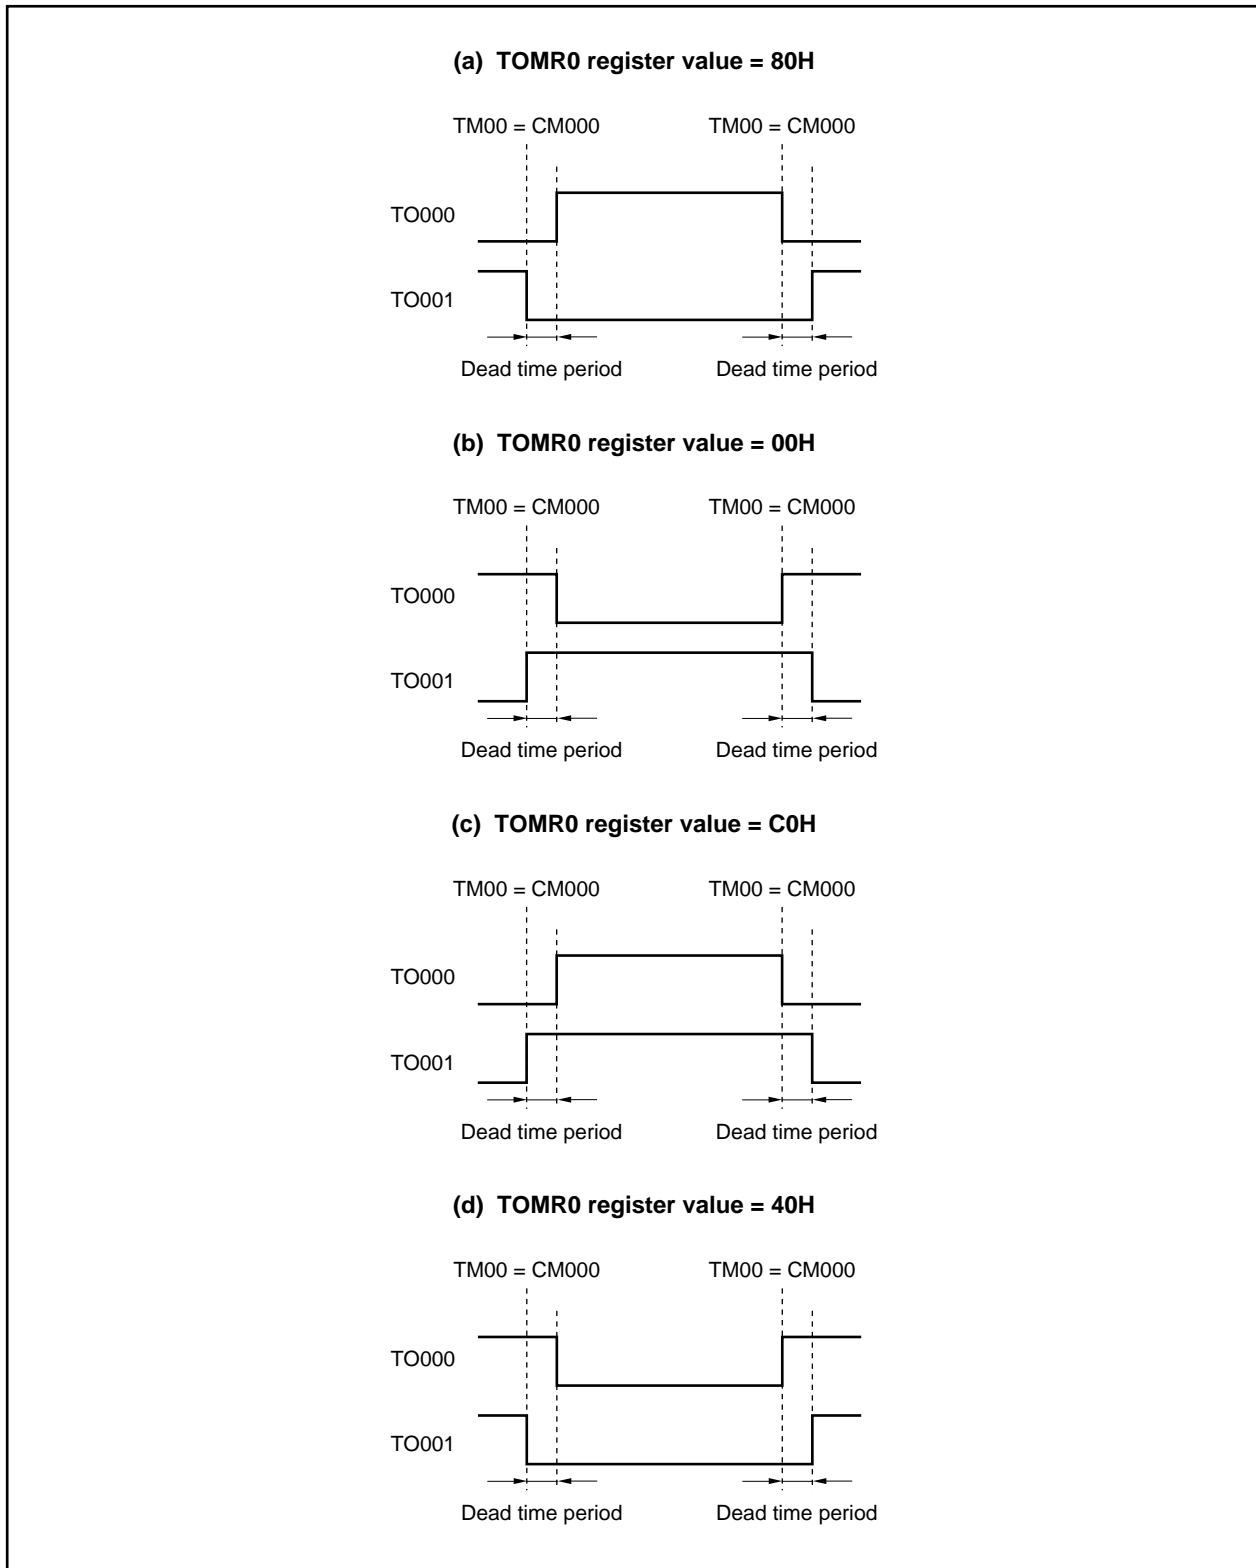 (a) TOMR0 register value = 80H
TM00 = CM000 TM00 = CM000
TO000
TO001
Dead time period Dead time period
(b) TOMR0 register value = 00H
TM00 = CM000 TM00 = CM000
TO000
TO001
Dead time period Dead time period
(c) TOMR0 register value = C0H
TM00 = CM000 TM00 = CM000
TO000
TO001
Dead time period Dead time period
(d) TOMR0 register value = 40H
TM00 = CM000 TM00 = CM000
TO000
TO001
Dead time period Dead time period